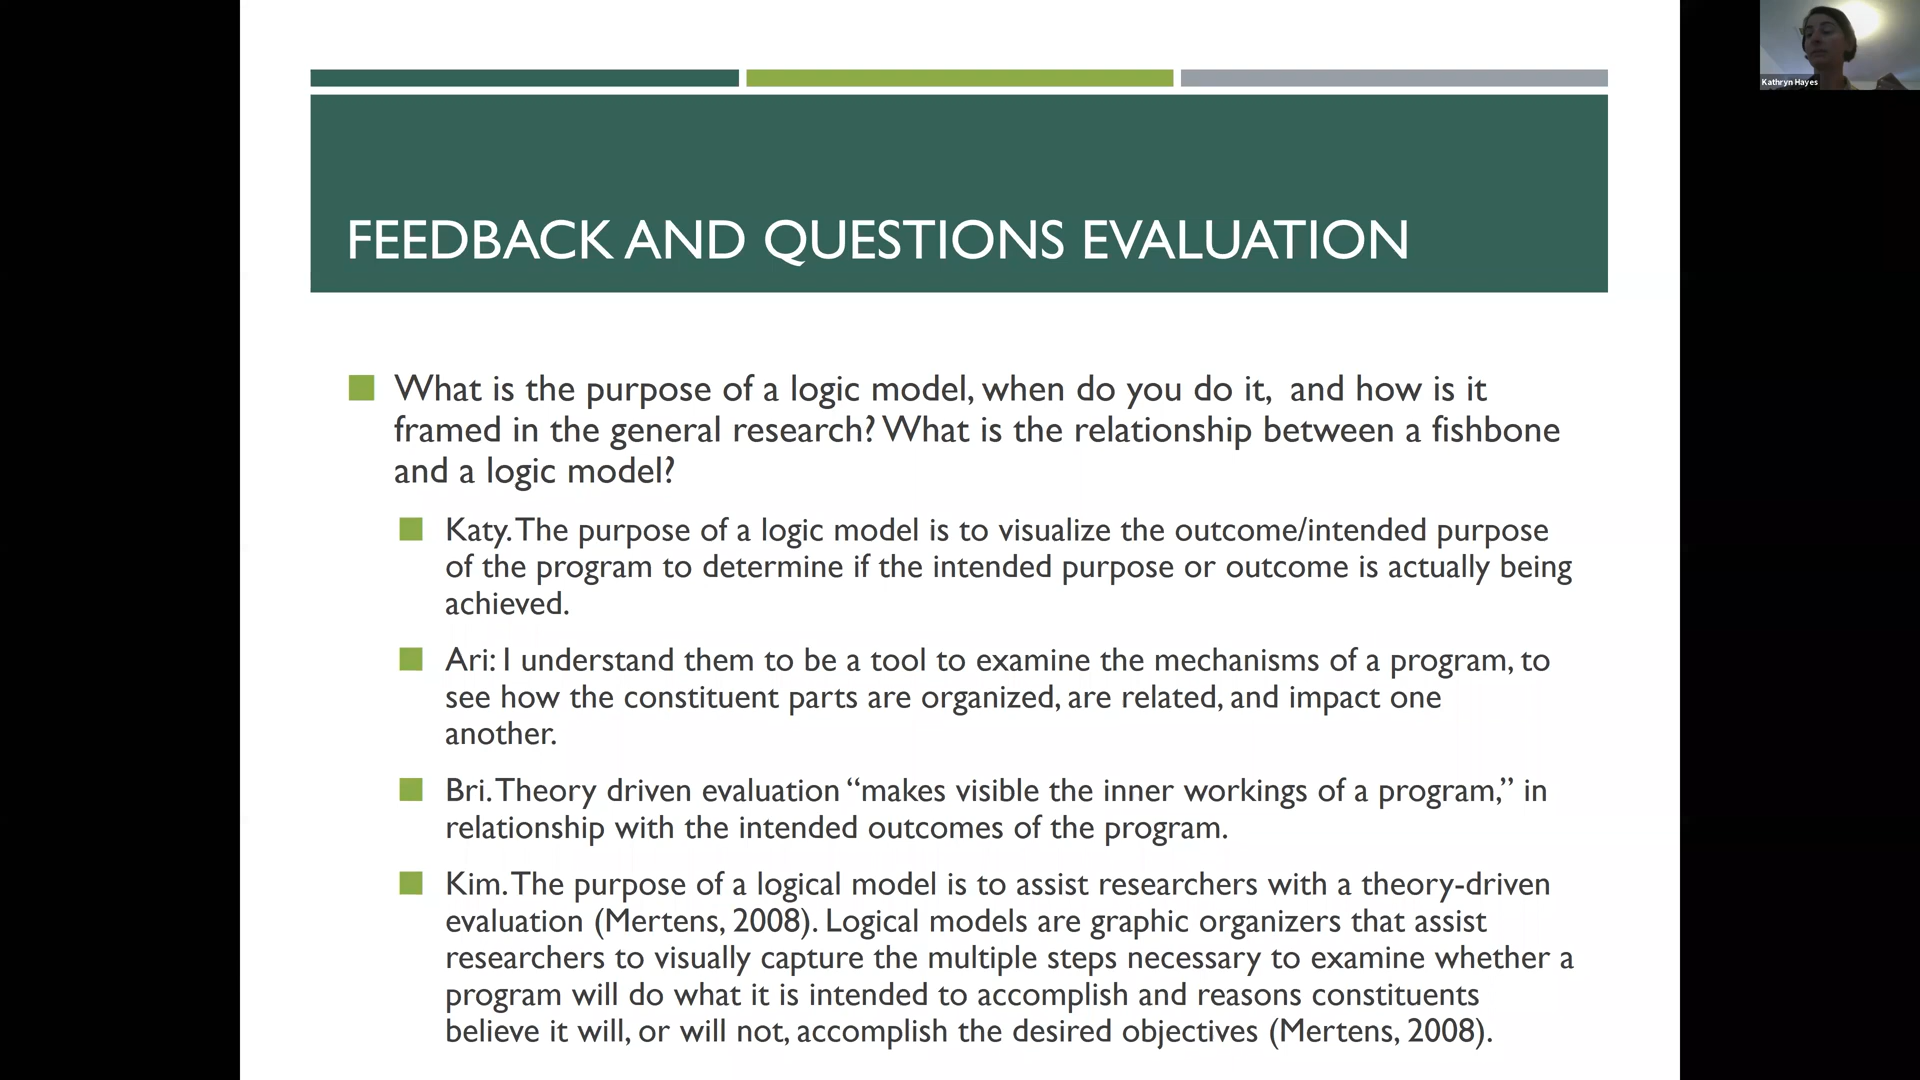 Kathryn Hayes
FEEDBACK AND QUESTIONS EVALUATION
What is the purpose of a logic model, when do you do it,  and how is it
framed in the general research? What is the relationship between a fishbone
and a logic model?
Katy. The purpose of a logic model is to visualize the outcome/intended purpose
of the program to determine if the intended purpose or outcome is actually being
achieved.
Ari: I understand them to be a tool to examine the mechanisms of a program, to
see how the constituent parts are organized, are related, and impact one
another.
Bri. Theory driven evaluation “makes visible the inner workings of a program,” in
relationship with the intended outcomes of the program.
Kim. The purpose of a logical model is to assist researchers with a theory-driven
evaluation (Mertens, 2008). Logical models are graphic organizers that assist
researchers to visually capture the multiple steps necessary to examine whether a
program will do what it is intended to accomplish and reasons constituents
believe it will, or will not, accomplish the desired objectives (Mertens, 2008).